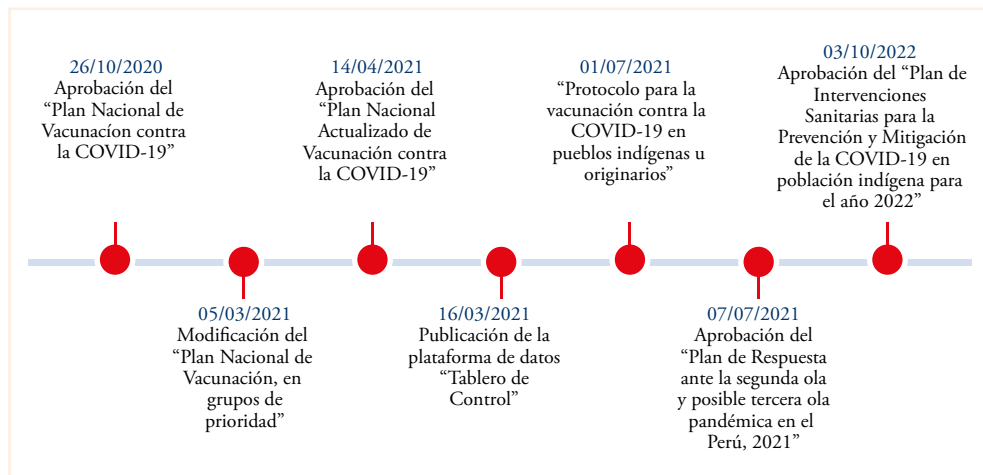 26/10/2020
Aprobación del
“Plan Nacional de
Vacunacíon contra
la COVID-19”
05/03/2021
Modificación del
“Plan Nacional de
Vacunación, en
grupos de
prioridad”
14/04/2021
Aprobación del
“Plan Nacional
Actualizado de
Vacunación contra
la COVID-19”
16/03/2021
Publicación de la
plataforma de datos
“Tablero de
Control”
01/07/2021
“Protocolo para la
vacunación contra la
COVID-19 en
pueblos indígenas u
originarios”
07/07/2021
Aprobación del
“Plan de Respuesta
ante la segunda ola
y posible tercera ola
pandémica en el
Perú, 2021”
03/10/2022
Aprobación del “Plan de
Intervenciones
Sanitarias para la
Prevención y Mitigación
de la COVID-19 en
población indígena para
el año 2022”